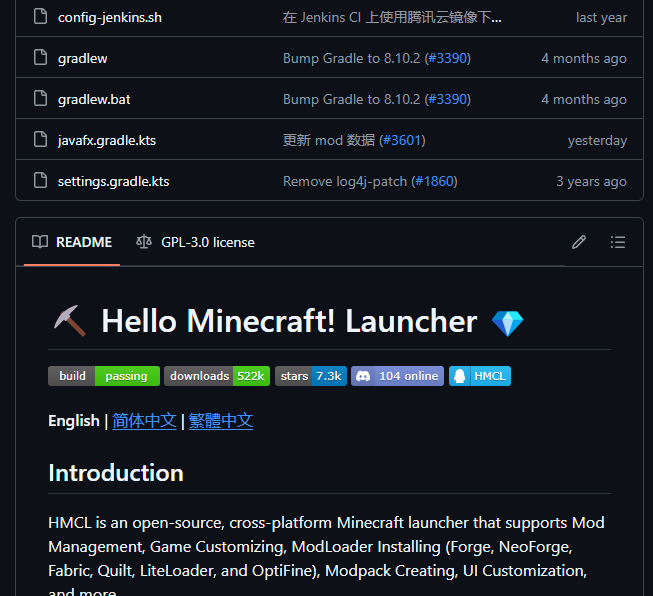 config-jenkins.sh 在 Jenkins CI 上使用腾讯云镜像下... last year
gradlew Bump Gradle to 8.10.2 (#3390) 4 months ago
gradlew.bat Bump Gradle to 8.10.2 (#3390) 4 months ago
javafx.gradle.kts 更新 mod 数据 (#3601) yesterday
settings.gradle.kts Remove log4j-patch (#1860) 3 years ago
README GPL-3.0 license
Hello Minecraft! Launcher
build passing downloads 522k stars 7.3k 104 online HMCL
English | 简体中文 | 繁體中文
Introduction
HMCL is an open-source, cross-platform Minecraft launcher that supports Mod
Management, Game Customizing, ModLoader Installing (Forge, NeoForge,
Fabric, Quilt, LiteLoader, and OptiFine), Modpack Creating, UI Customization,
and more